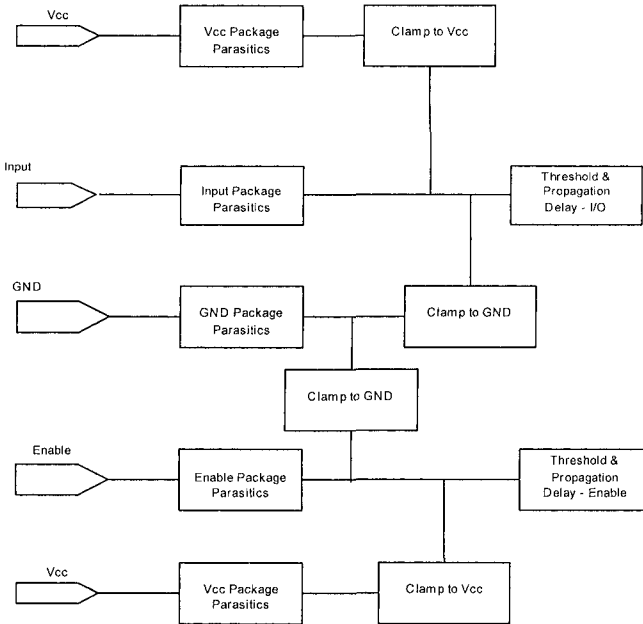 Vcc
Vcc Package
Parasitics
Clamp to Vcc
Input
Input Package
Parasitics
Threshold &
Propagation
Delay - I/O
GND
GND Package
Parasitics
Clamp to GND
Clamp to GND
Enable
Enable Package
Parasitics
Threshold &
Propagation
Delay - Enable
Vcc
Vcc Package
Parasitics
Clamp to Vcc